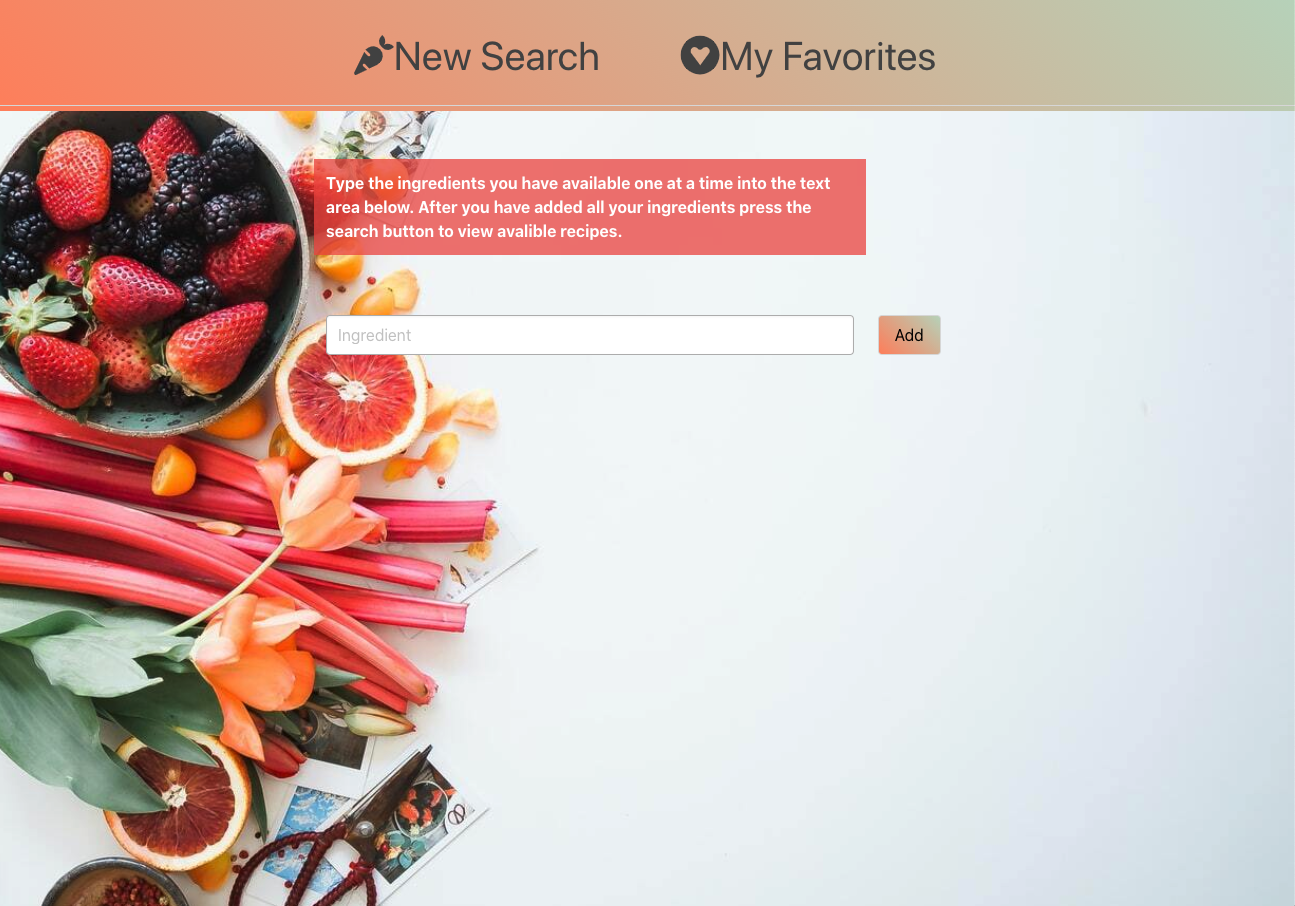 New Search
My Favorites
Type the ingredients you have available one at a time into the text
area below. After you have added all your ingredients press the
search button to view avalible recipes.
Ingredient
Add